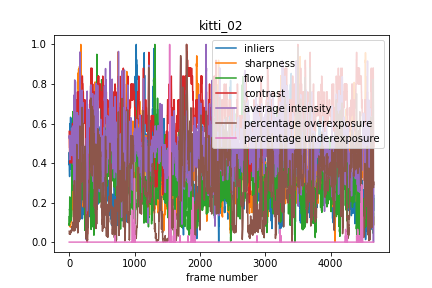 kitti_02
1.0
0.8
0.6
0.4
0.2
0.0
inliers
sharpness
flow
contrast
average intensity
percentage overexposure
percentage underexposure
0 1000 2000 3000 4000
frame number